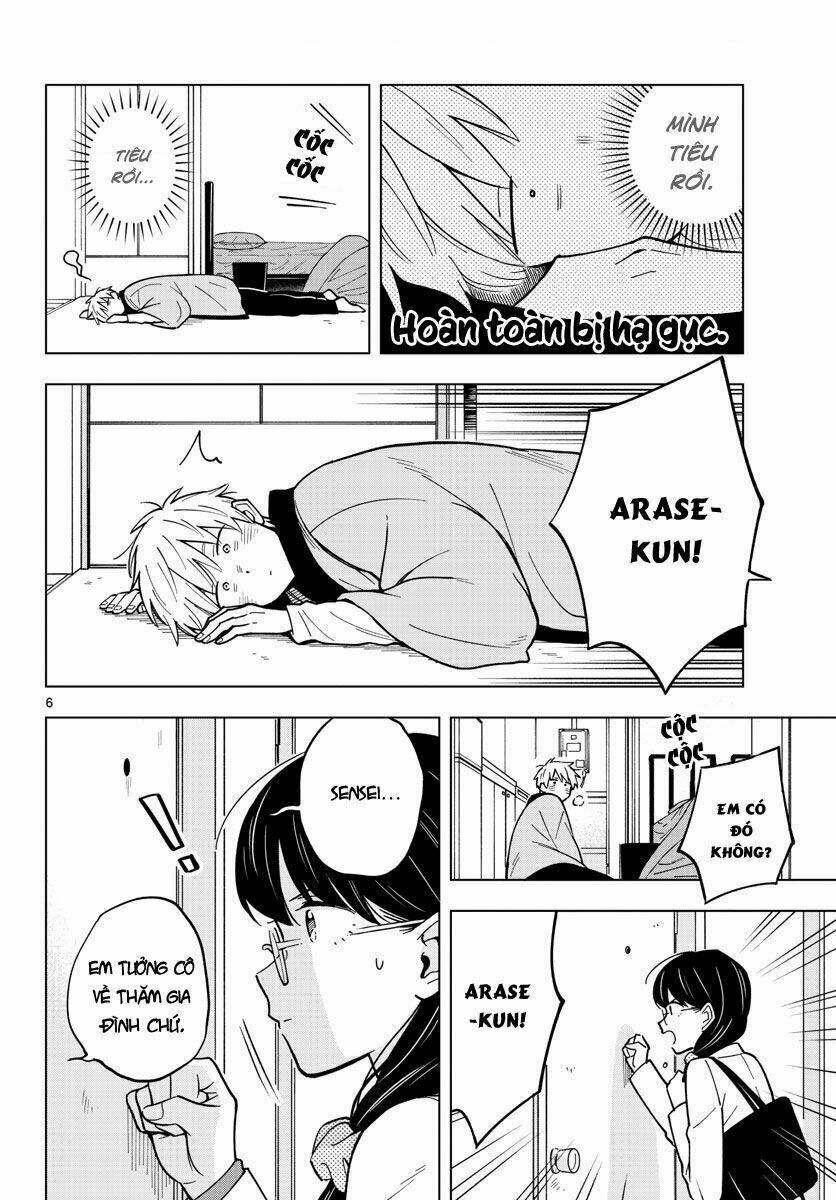 MÌNH
TIÊU
RỒI.
Hoàn toàn bị hạ gục.
CỐC
CỐC
TIÊU
RỒI...
ARASE-
KUN!
6
CỘC
CỘC
EM CÓ
ĐÓ
KHÔNG?
ARASE
-KUN!
SENSEI...
!
EM TƯỞNG CÔ
VỀ THĂM GIA
ĐÌNH CHỨ.